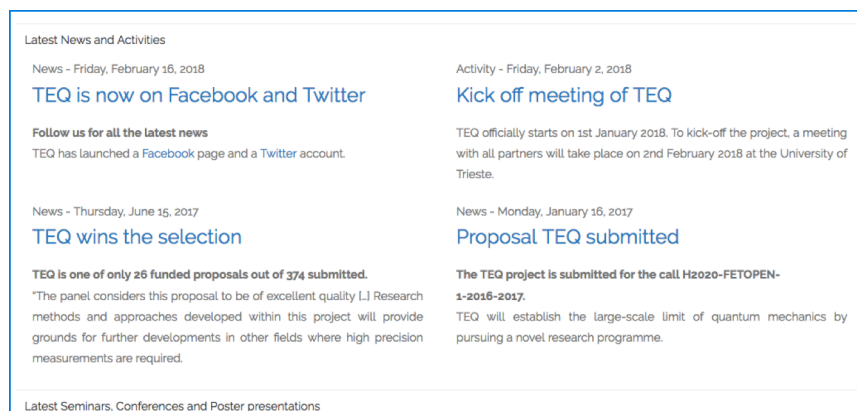 Latest News and Activities
News - Friday, February 16, 2018
TEQ is now on Facebook and Twitter
Follow us for all the latest news
TEQ has launched a Facebook page and a Twitter account.
Activity - Friday, February 2, 2018
Kick off meeting of TEQ
TEQ officially starts on 1st January 2018. To kick-off the project, a meeting
with all partners will take place on 2nd February 2018 at the University of
Trieste.
News - Thursday, June 15, 2017
TEQ wins the selection
TEQ is one of only 26 funded proposals out of 374 submitted.
"The panel considers this proposal to be of excellent quality [...] Research
methods and approaches developed within this project will provide
grounds for further developments in other fields where high precision
measurements are required.
News - Monday, January 16, 2017
Proposal TEQ submitted
The TEQ project is submitted for the call H2020-FETOPEN-
1-2016-2017.
TEQ will establish the large-scale limit of quantum mechanics by
pursuing a novel research programme.
Latest Seminars, Conferences and Poster presentations